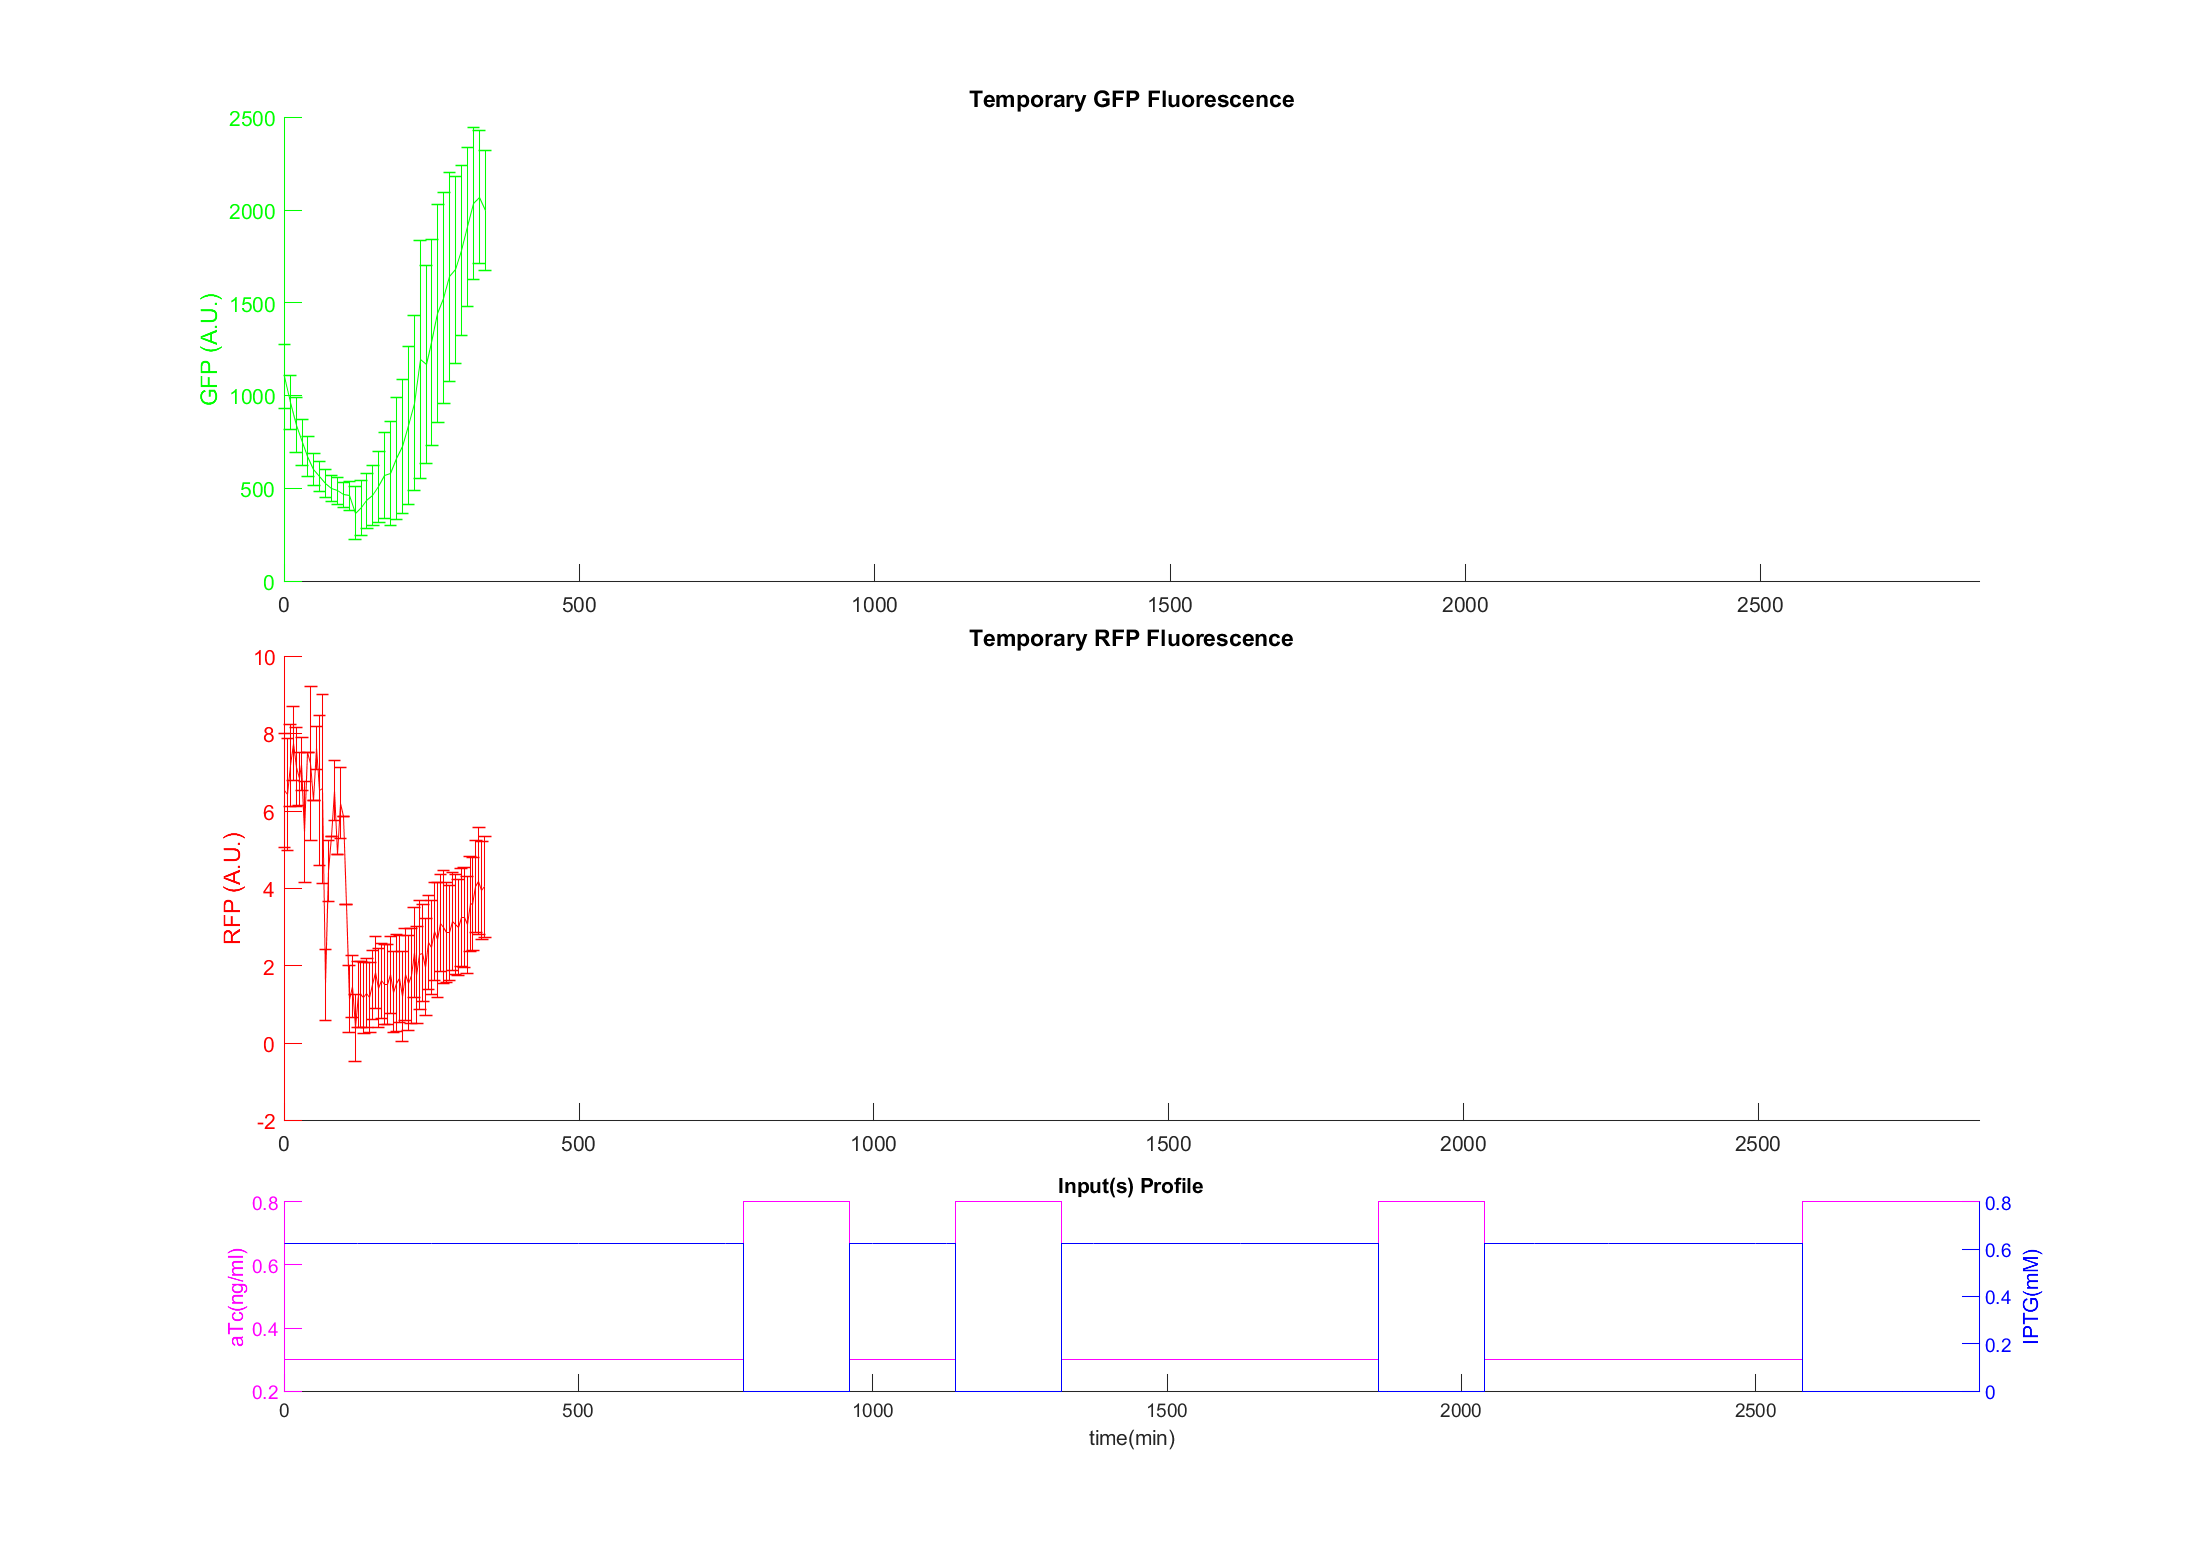 Temporary GFP Fluorescence
2500
2000
1500
1000
500
0
GFP (A.U.)
0 500 1000 1500 2000 2500
Temporary RFP Fluorescence
10
8
6
4
2
0
-2
RFP (A.U.)
0 500 1000 1500 2000 2500
Input(s) Profile
0.8
0.6
0.4
0.2
aTc(ng/ml)
0.8
0.6
0.4
0.2
0
IPTG(mM)
0 500 1000 1500 2000 2500
time(min)